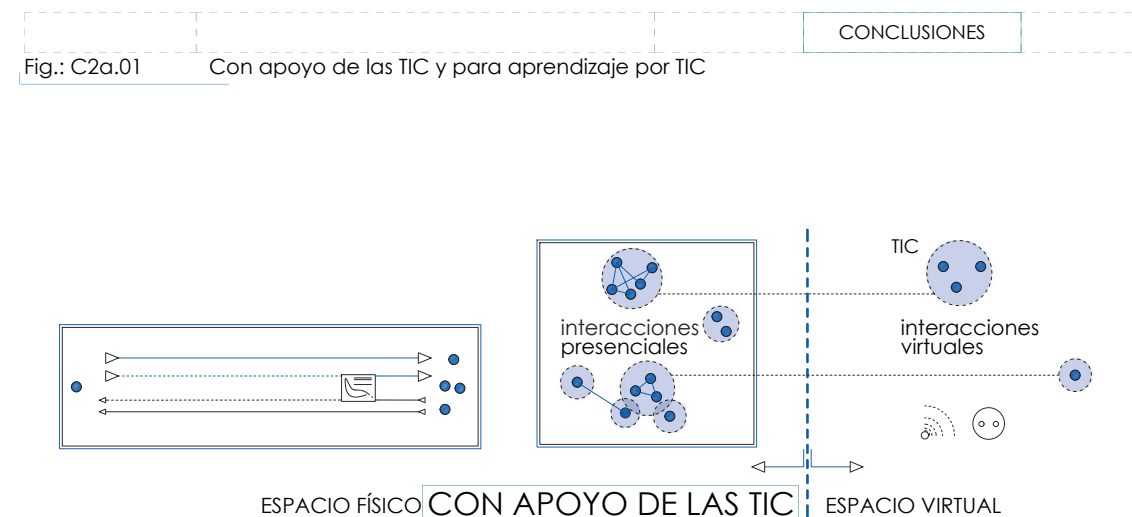 CONCLUSIONES
Fig.: C2a.01 Con apoyo de las TIC y para aprendizaje por TIC
TIC
interacciones
presenciales
interacciones
virtuales
ESPACIO FÍSICO CON APOYO DE LAS TIC ESPACIO VIRTUAL